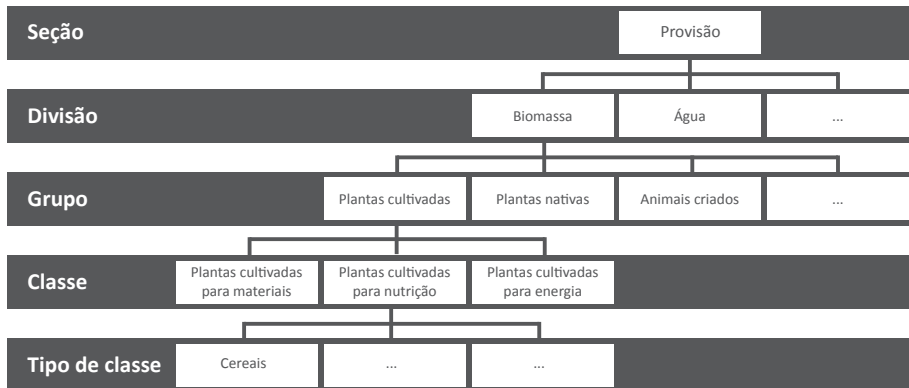 Seção
Provisão
Divisão
Biomassa
Água
...
Grupo
Plantas cultivadas
Plantas nativas
Animais criados
...
Classe
Plantas cultivadas
para materiais
Plantas cultivadas
para nutrição
Plantas cultivadas
para energia
Tipo de classe
Cereais
...
...